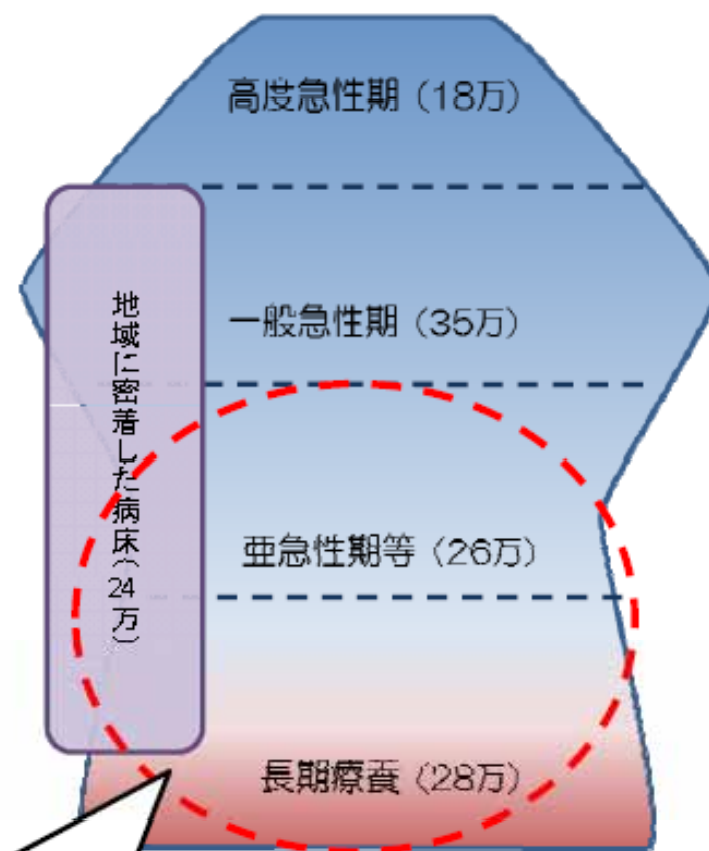 高度急性期（18万）
一般急性期（35万）
地域に密着した病床（24万）
亜急性期等（26万）
長期療養（28万）